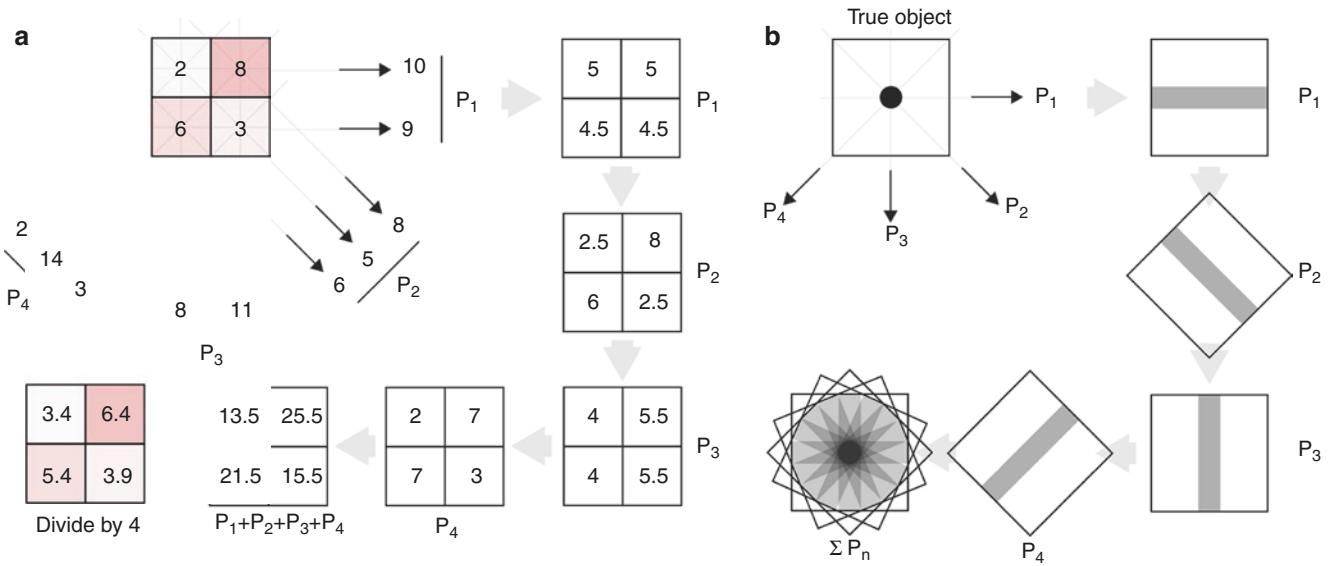 a
2 8
6 3
10
9
P1
8
5
6
P2
2
14
3
P4
8 11
P3
5 5
4.5 4.5
P1
2.5 8
6 2.5
P2
4 5.5
4 5.5
P3
2 7
7 3
P4
13.5 25.5
21.5 15.5
P1+P2+P3+P4
3.4 6.4
5.4 3.9
Divide by 4
b
True object
P1
P2
P3
P4
P1
P2
P3
P4
Σ Pn